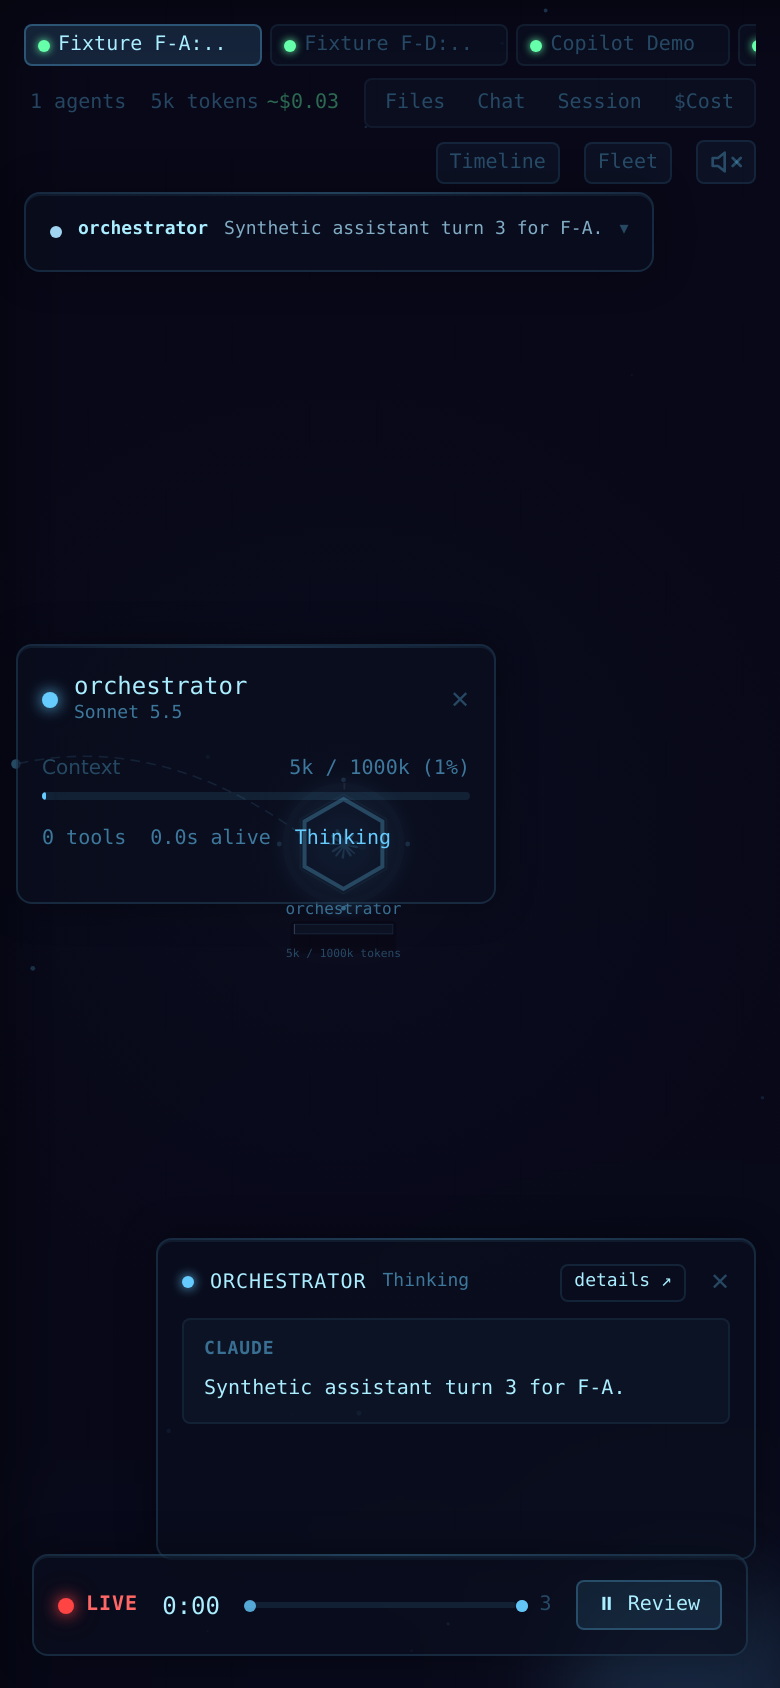 Fixture F-A:.. Fixture F-D:.. Copilot Demo
1 agents 5k tokens ~$0.03 Files Chat Session $Cost
Timeline Fleet
orchestrator Synthetic assistant turn 3 for F-A. ▼
orchestrator ✕
Sonnet 5.5
Context 5k / 1000k (1%)
0 tools 0.0s alive Thinking
orchestrator
5k / 1000k tokens
ORCHESTRATOR Thinking details ↗ ✕
CLAUDE
Synthetic assistant turn 3 for F-A.
LIVE 0:00 3 ⏸ Review